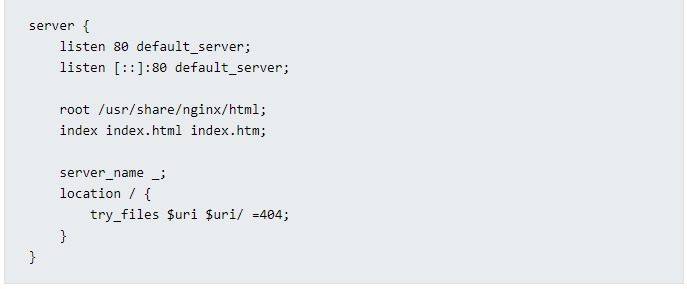 server {
    listen 80 default_server;
    listen [::]:80 default_server;

    root /usr/share/nginx/html;
    index index.html index.htm;

    server_name _;
    location / {
        try_files $uri $uri/ =404;
    }
}